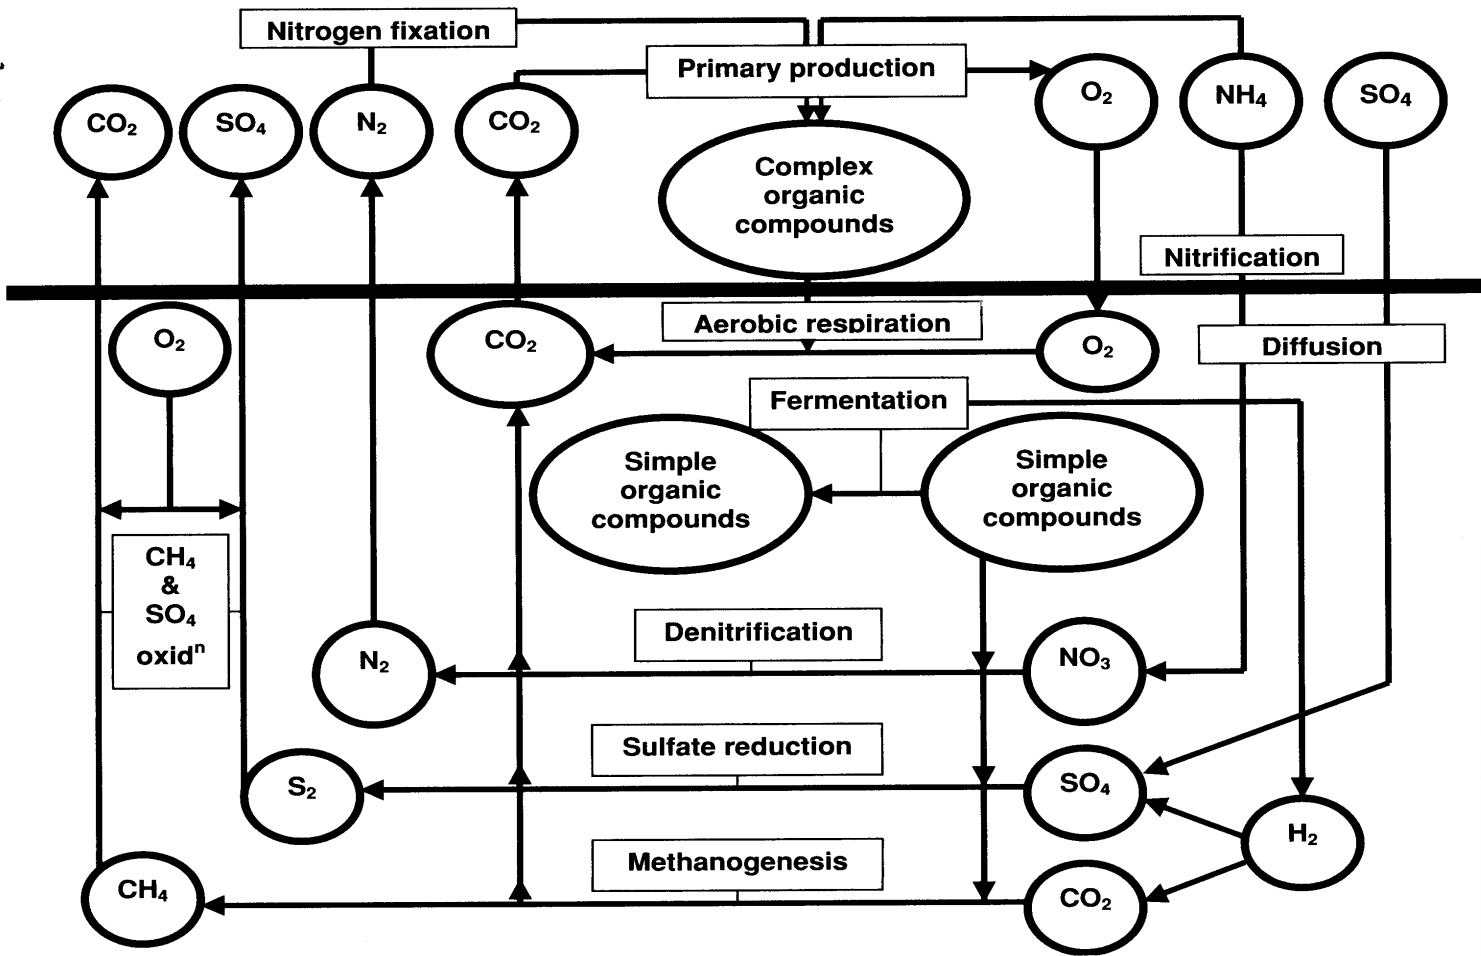 Nitrogen fixation
Primary production
CO₂
SO₄
N₂
CO₂
O₂
NH₄
SO₄
Complex
organic
compounds
Nitrification
O₂
CO₂
Aerobic respiration
O₂
Diffusion
Fermentation
Simple
organic
compounds
Simple
organic
compounds
CH₄
&
SO₄
oxidⁿ
Denitrification
N₂
NO₃
Sulfate reduction
S₂
SO₄
H₂
Methanogenesis
CH₄
CO₂